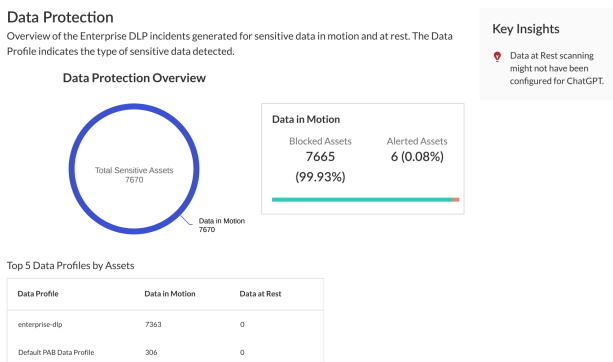 Data Protection
Overview of the Enterprise DLP incidents generated for sensitive data in motion and at rest. The Data
Profile indicates the type of sensitive data detected.
Key Insights
Data at Rest scanning
might not have been
configured for ChatGPT.
Data Protection Overview
Total Sensitive Assets
7670
Data in Motion
7670
Data in Motion
Blocked Assets
7665
(99.93%)
Alerted Assets
6 (0.08%)
Top 5 Data Profiles by Assets
Data Profile Data in Motion Data at Rest
enterprise-dlp 7363 0
Default PAB Data Profile 306 0